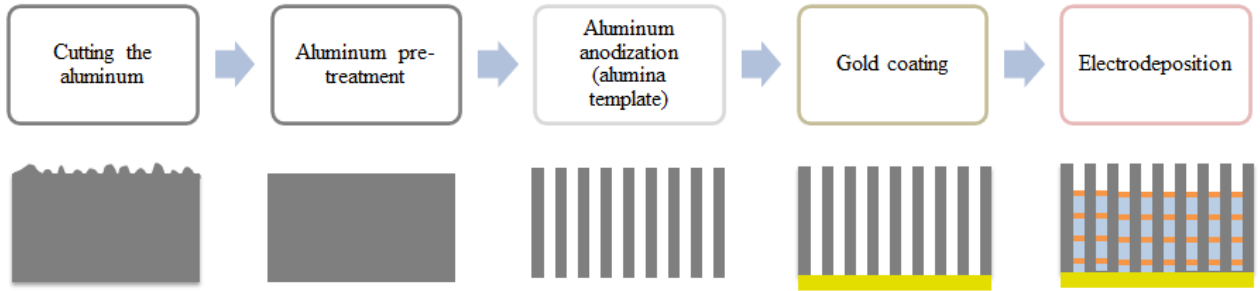 Cutting the
aluminum
Aluminum pre-
treatment
Aluminum
anodization
(alumina
template)
Gold coating
Electrodeposition